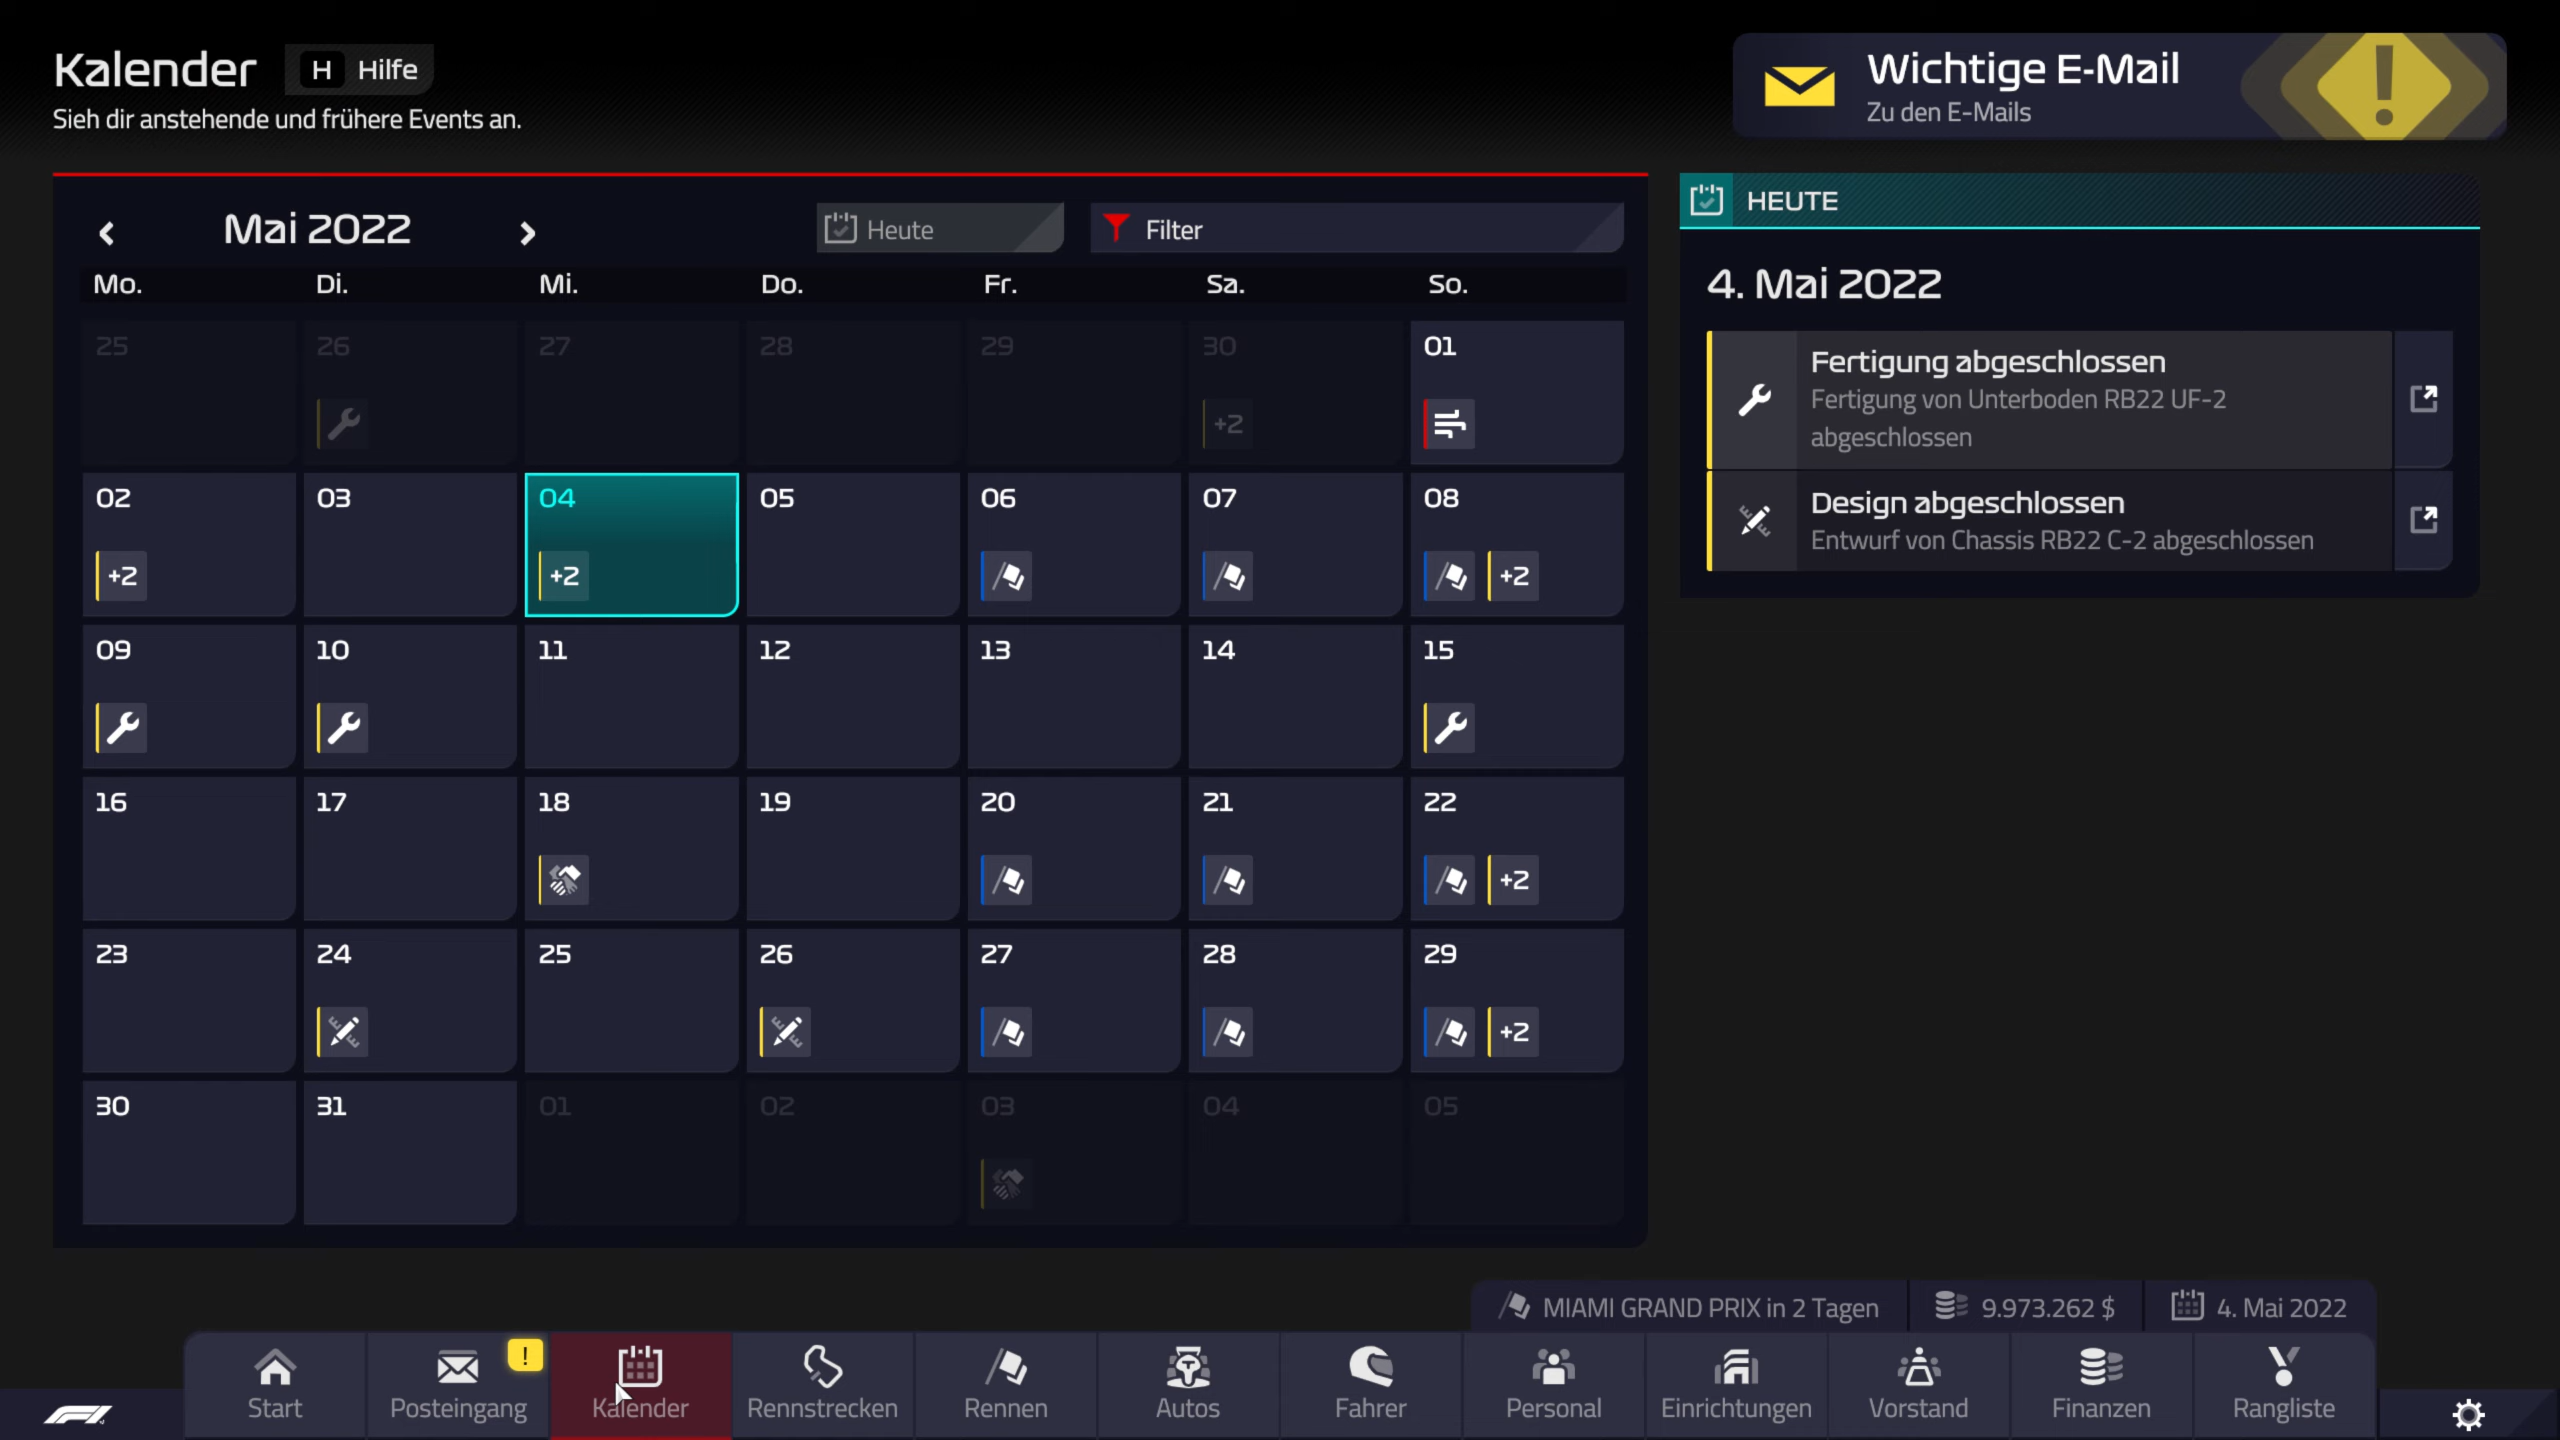 Kalender
H Hilfe
Sieh dir anstehende und frühere Events an.
Wichtige E-Mail
Zu den E-Mails
Mai 2022
Heute
Filter
Mo. Di. Mi. Do. Fr. Sa. So.
25 26 27 28 29 30 01
+2
02 03 04 05 06 07 08
+2 +2 +2
09 10 11 12 13 14 15
16 17 18 19 20 21 22
+2
23 24 25 26 27 28 29
+2
30 31 01 02 03 04 05
HEUTE
4. Mai 2022
Fertigung abgeschlossen
Fertigung von Unterboden RB22 UF-2
abgeschlossen
Design abgeschlossen
Entwurf von Chassis RB22 C-2 abgeschlossen
MIAMI GRAND PRIX in 2 Tagen
9.973.262 $
4. Mai 2022
!
Start Posteingang Kalender Rennstrecken Rennen Autos Fahrer Personal Einrichtungen Vorstand Finanzen Rangliste